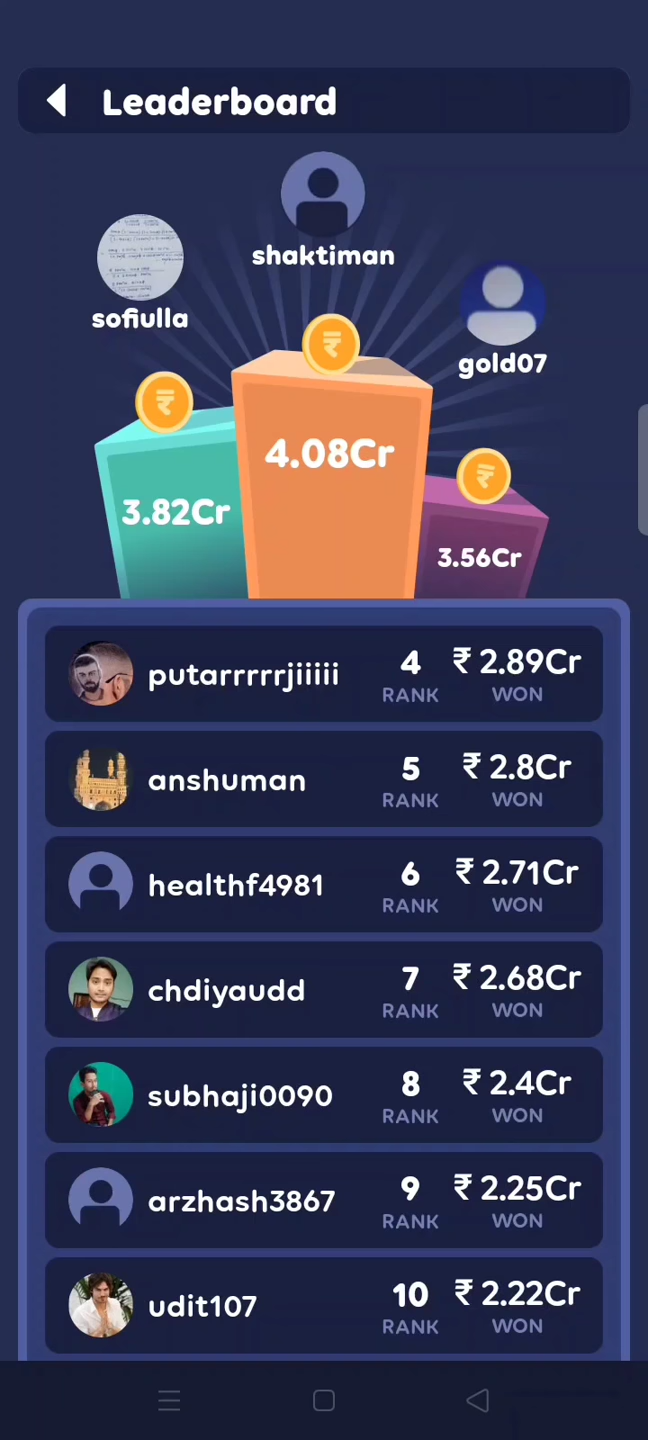 Leaderboard
shaktiman
sofiulla
gold07
₹
₹
₹
4.08Cr
3.82Cr
3.56Cr
putarrrrrjiiiii
4
RANK
₹ 2.89Cr
WON
anshuman
5
RANK
₹ 2.8Cr
WON
healthf4981
6
RANK
₹ 2.71Cr
WON
chdiyaudd
7
RANK
₹ 2.68Cr
WON
subhaji0090
8
RANK
₹ 2.4Cr
WON
arzhash3867
9
RANK
₹ 2.25Cr
WON
udit107
10
RANK
₹ 2.22Cr
WON